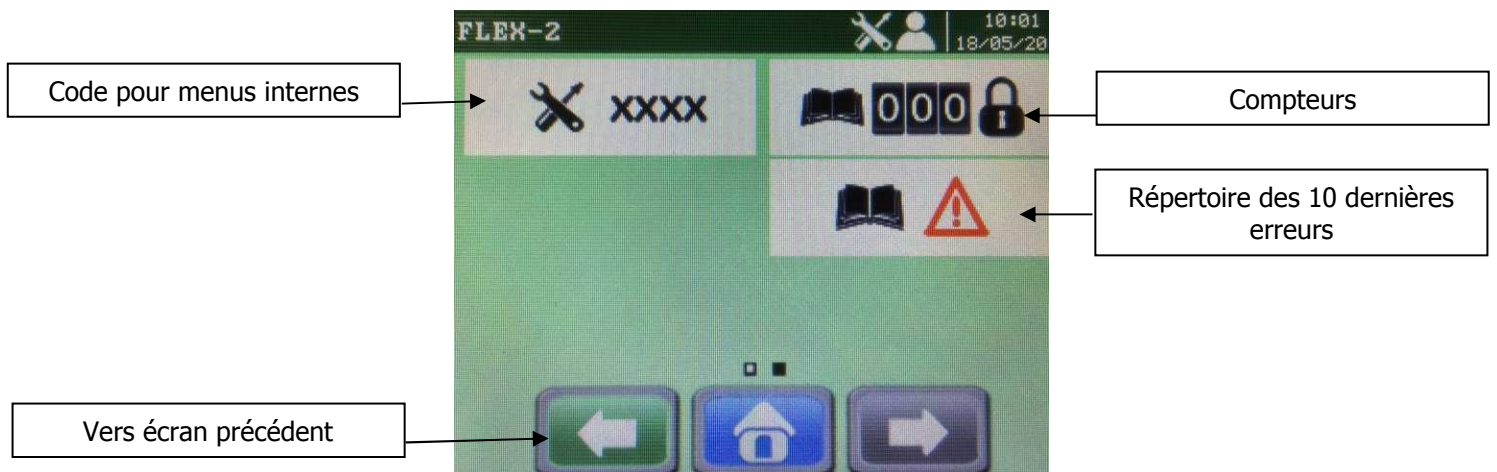 FLEX-2
10:01
18/05/20
Code pour menus internes
XXXX
000
Compteurs
Répertoire des 10 dernières
erreurs
Vers écran précédent